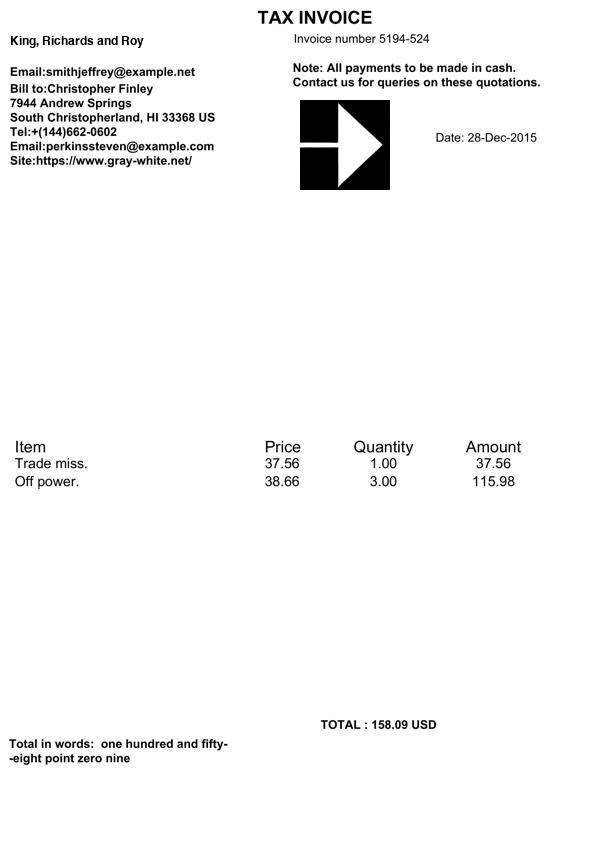 TAX INVOICE
King, Richards and Roy
Invoice number 5194-524
Email:smithjeffrey@example.net
Bill to:Christopher Finley
7944 Andrew Springs
South Christopherland, HI 33368 US
Tel:+(144)662-0602
Email:perkinssteven@example.com
Site:https://www.gray-white.net/
Note: All payments to be made in cash.
Contact us for queries on these quotations.
Date: 28-Dec-2015
Item Price Quantity Amount
Trade miss. 37.56 1.00 37.56
Off power. 38.66 3.00 115.98
TOTAL : 158.09 USD
Total in words: one hundred and fifty-
-eight point zero nine